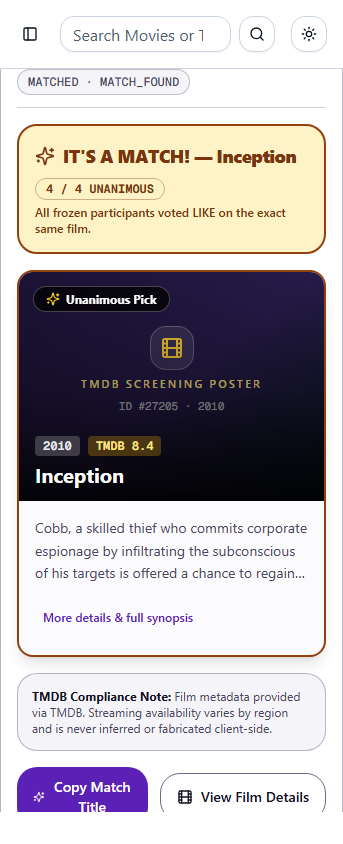 Search Movies or T
MATCHED · MATCH_FOUND
IT'S A MATCH! — Inception
4 / 4 UNANIMOUS
All frozen participants voted LIKE on the exact
same film.
Unanimous Pick
TMDB SCREENING POSTER
ID #27205 · 2010
2010 TMDB 8.4
Inception
Cobb, a skilled thief who commits corporate
espionage by infiltrating the subconscious
of his targets is offered a chance to regain...
More details & full synopsis
TMDB Compliance Note: Film metadata provided
via TMDB. Streaming availability varies by region
and is never inferred or fabricated client-side.
Copy Match
Title
View Film Details